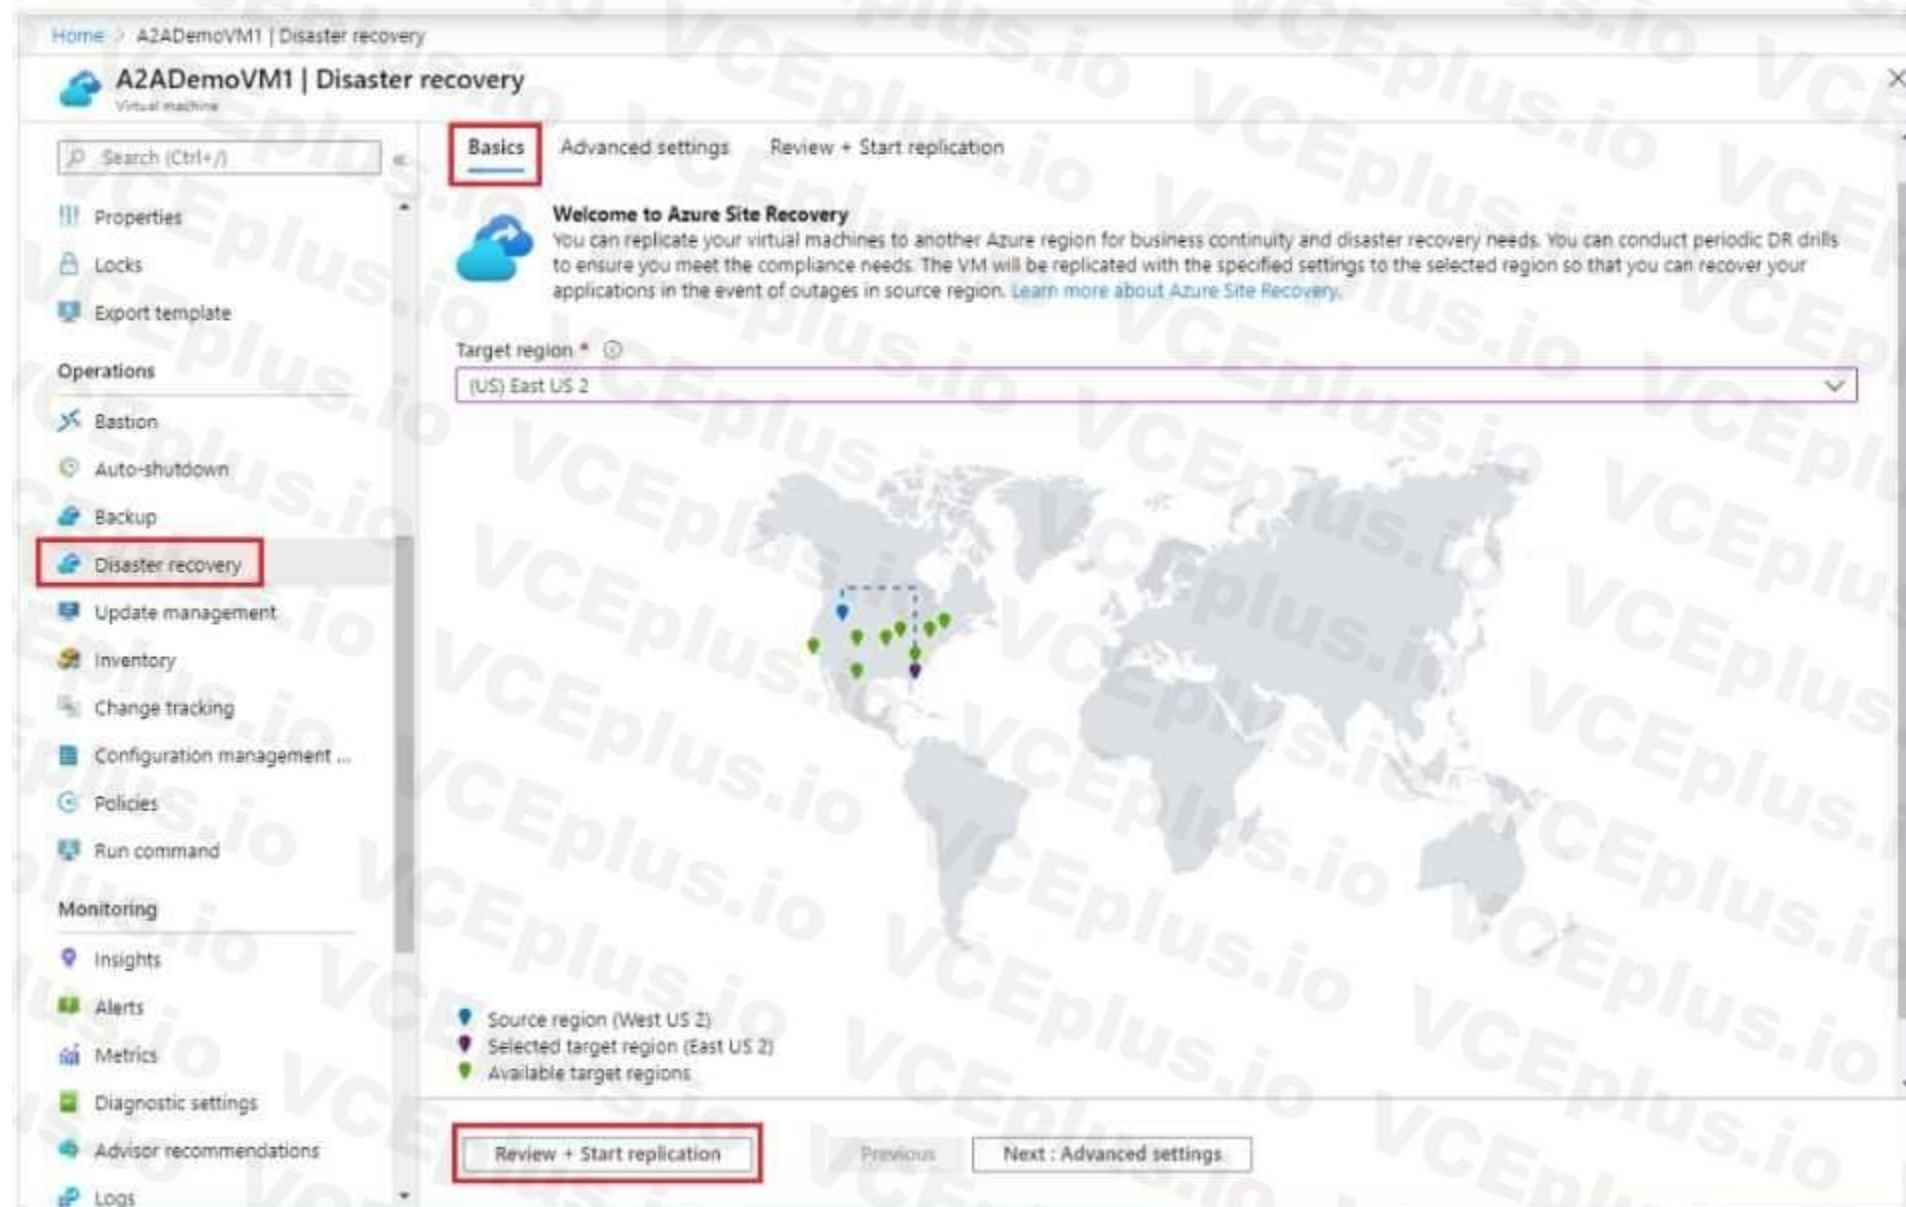 Home > A2ADemoVM1 | Disaster recovery
A2ADemoVM1 | Disaster recovery
Virtual machine
Search (Ctrl+/)
Properties
Locks
Export template
Operations
Bastion
Auto-shutdown
Backup
Disaster recovery
Update management
Inventory
Change tracking
Configuration management ...
Policies
Run command
Monitoring
Insights
Alerts
Metrics
Diagnostic settings
Advisor recommendations
Logs
Basics Advanced settings Review + Start replication
Welcome to Azure Site Recovery
You can replicate your virtual machines to another Azure region for business continuity and disaster recovery needs. You can conduct periodic DR drills
to ensure you meet the compliance needs. The VM will be replicated with the specified settings to the selected region so that you can recover your
applications in the event of outages in source region. Learn more about Azure Site Recovery.
Target region *
(US) East US 2
Source region (West US 2)
Selected target region (East US 2)
Available target regions
Review + Start replication Previous Next : Advanced settings
VCEplus.io